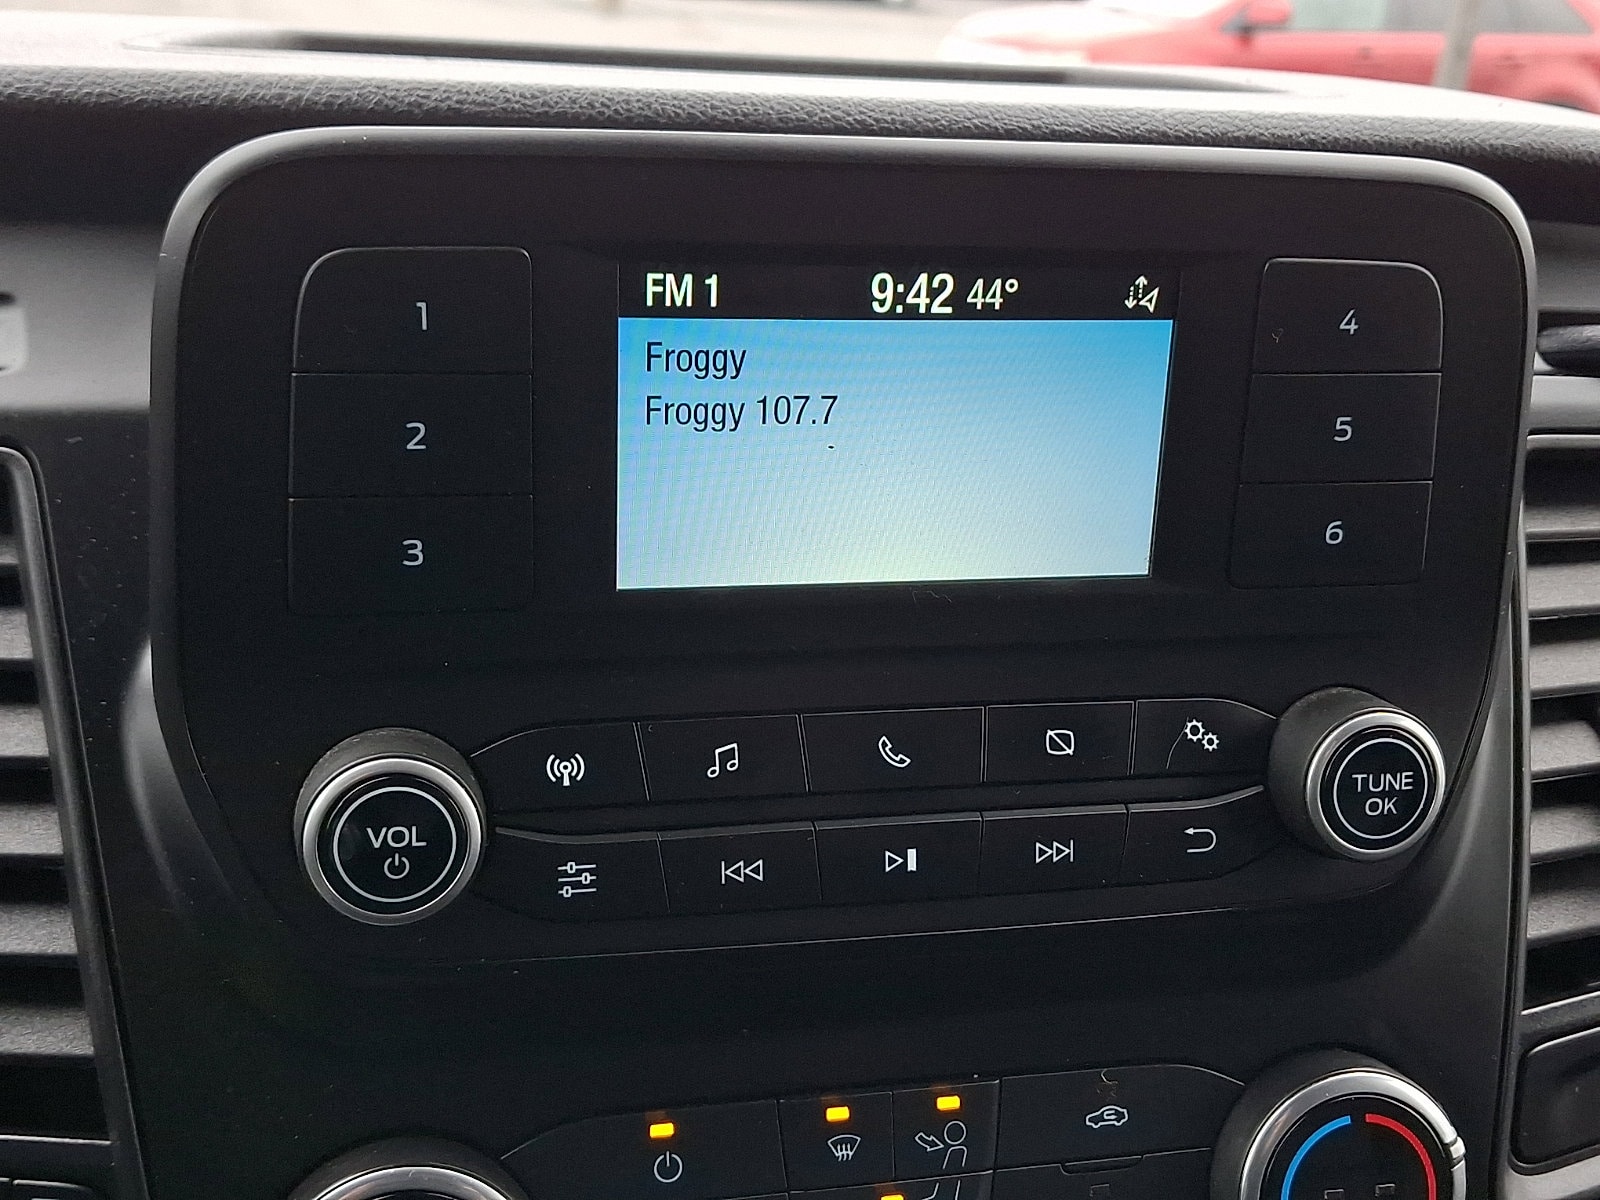 FM 1 9:42 44°
Froggy
Froggy 107.7
1
2
3
4
5
6
VOL
TUNE
OK